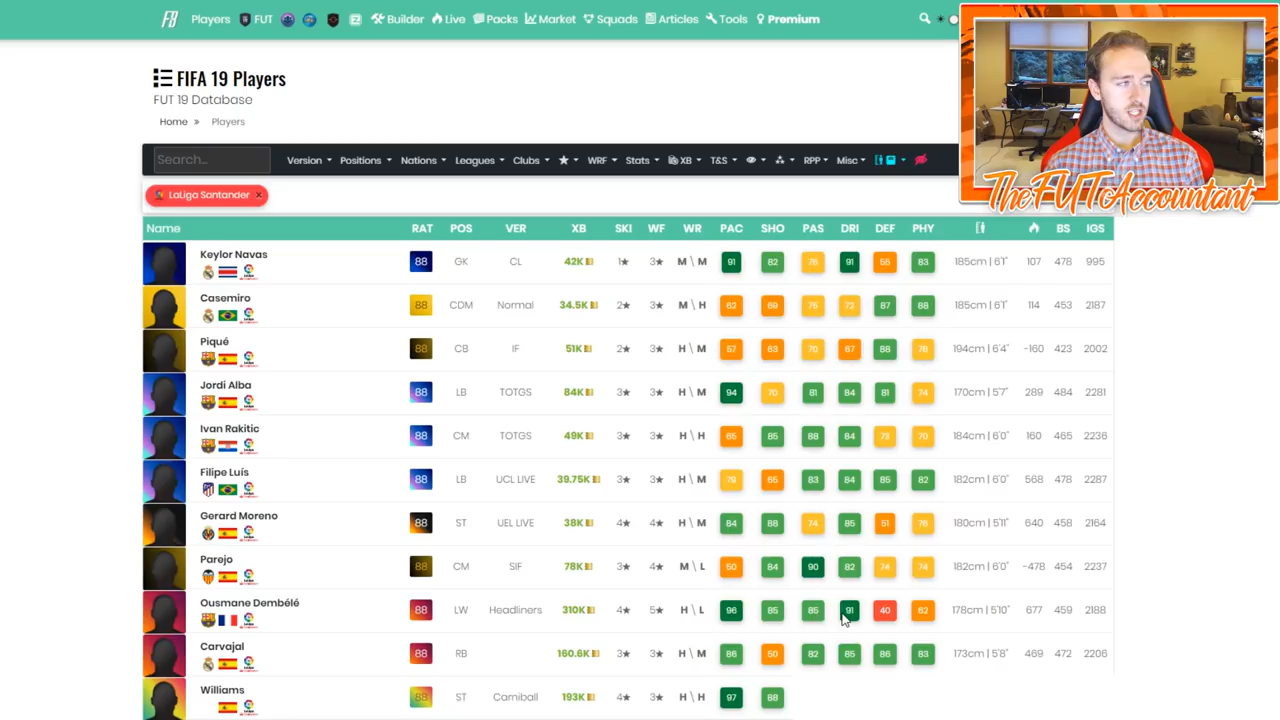 F8 Players FUT Builder Live Packs Market Squads Articles Tools Premium
FIFA 19 Players
FUT 19 Database
Home » Players
Search... Version Positions Nations Leagues Clubs WRF Stats XB T&S RPP Misc
LaLiga Santander x
TheFUTAccountant
Name RAT POS VER XB SKI WF WR PAC SHO PAS DRI DEF PHY BS IGS
Keylor Navas 88 GK CL 42K 1★ 3★ M \ M 91 82 76 91 55 83 185cm | 6'1" 107 478 995
Casemiro 88 CDM Normal 34.5K 2★ 3★ M \ H 62 69 75 72 87 88 185cm | 6'1" 114 453 2187
Piqué 88 CB IF 51K 2★ 3★ H \ M 57 63 70 67 88 78 194cm | 6'4" -160 423 2002
Jordi Alba 88 LB TOTGS 84K 3★ 3★ H \ M 94 70 81 84 81 74 170cm | 5'7" 289 484 2281
Ivan Rakitic 88 CM TOTGS 49K 3★ 3★ H \ H 65 85 88 84 73 70 184cm | 6'0" 160 465 2236
Filipe Luís 88 LB UCL LIVE 39.75K 3★ 3★ H \ M 79 65 83 84 85 82 182cm | 6'0" 568 478 2287
Gerard Moreno 88 ST UEL LIVE 38K 4★ 4★ H \ M 84 88 74 85 51 76 180cm | 5'11" 640 458 2164
Parejo 88 CM SIF 78K 3★ 4★ M \ L 50 84 90 82 74 74 182cm | 6'0" -478 454 2237
Ousmane Dembélé 88 LW Headliners 310K 4★ 5★ H \ L 96 85 85 91 40 62 178cm | 5'10" 677 459 2188
Carvajal 88 RB 160.6K 3★ 3★ H \ M 86 50 82 85 86 83 173cm | 5'8" 469 472 2206
Williams 88 ST Carniball 193K 4★ 3★ H \ H 97 88